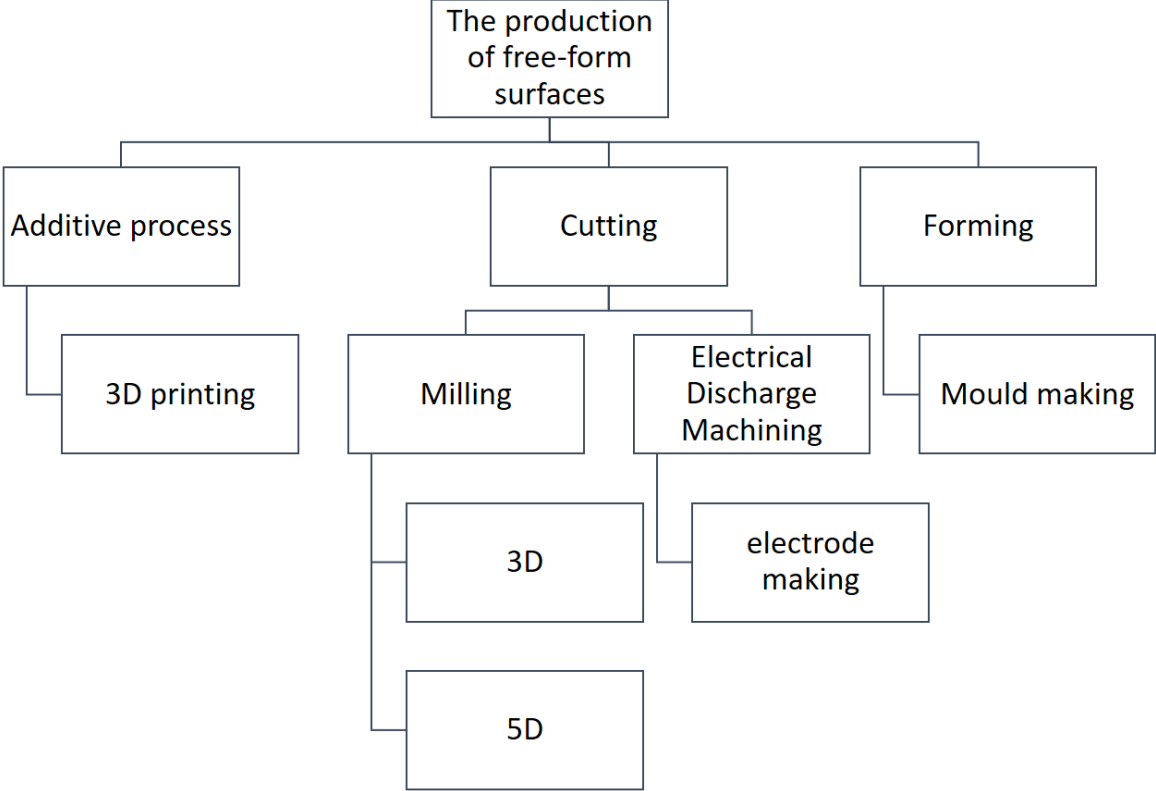 The production
of free-form
surfaces
Additive process
Cutting
Forming
3D printing
Milling
Electrical
Discharge
Machining
Mould making
3D
electrode
making
5D